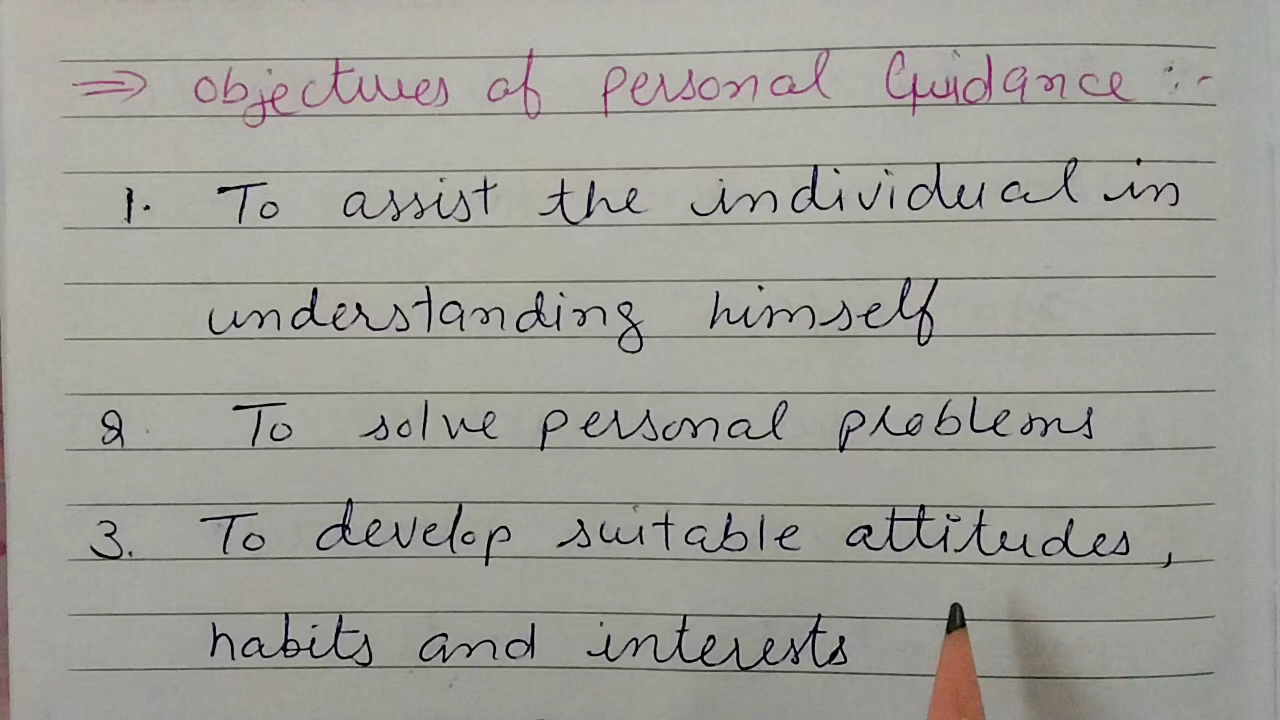 ⇒ objectives of personal Guidance :-
1. To assist the individual in
understanding himself
2. To solve personal problems
3. To develop suitable attitudes,
habits and interests